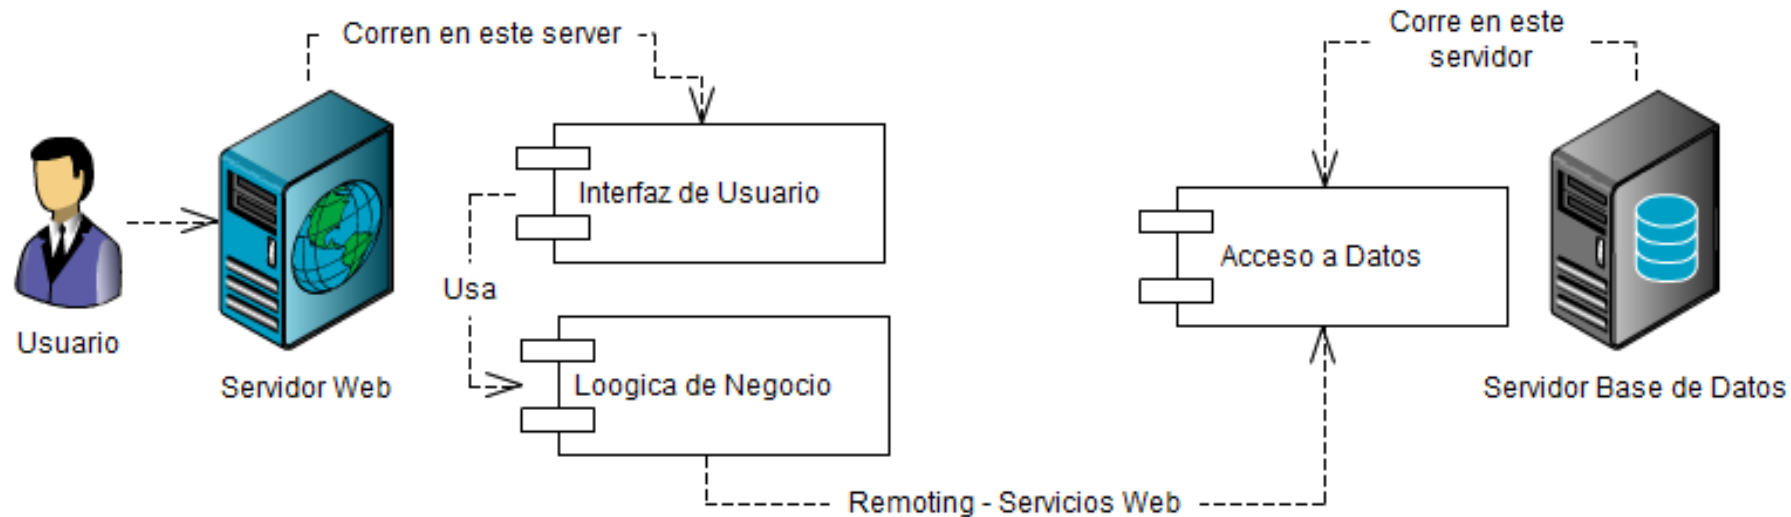 Corren en este server
Corre en este
servidor
Interfaz de Usuario
Acceso a Datos
Usa
Usuario
Servidor Web
Loogica de Negocio
Servidor Base de Datos
Remoting - Servicios Web